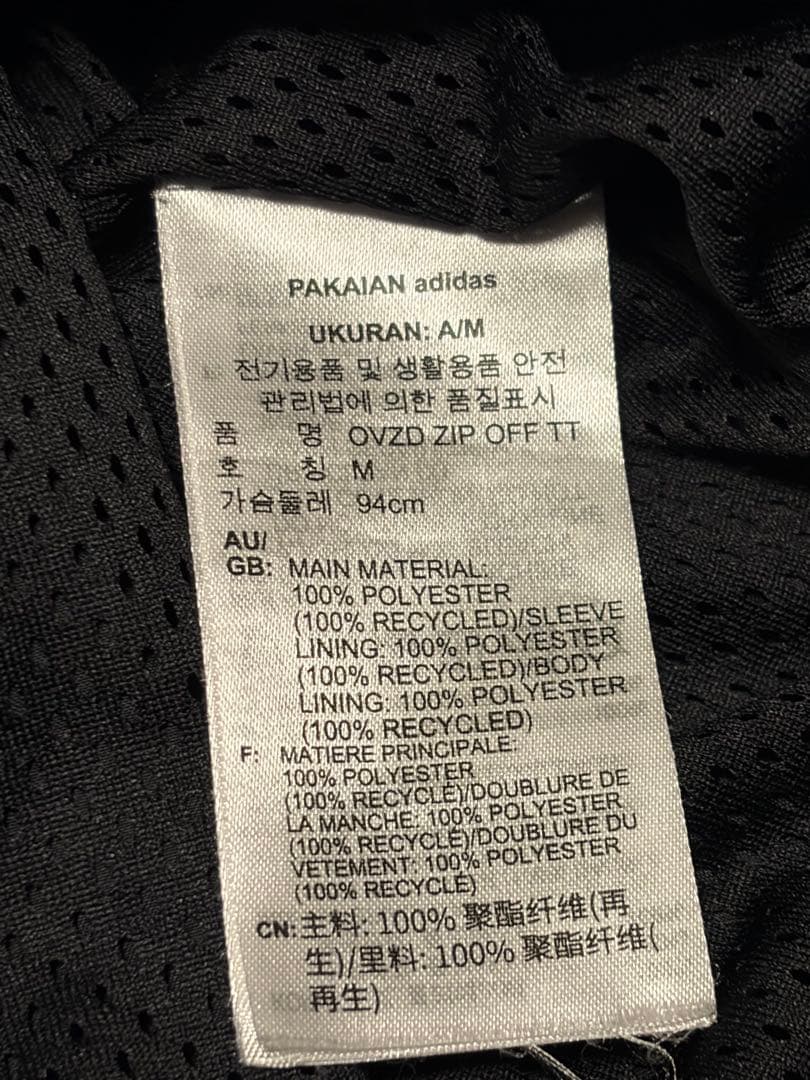 PAKAIAN adidas
UKURAN: A/M
전기용품 및 생활용품 안전
관리법에 의한 품질표시
품 명 OVZD ZIP OFF TT
호 칭 M
가슴둘레 94cm
AU/
GB: MAIN MATERIAL:
100% POLYESTER
(100% RECYCLED)/SLEEVE
LINING: 100% POLYESTER
(100% RECYCLED)/BODY
LINING: 100% POLYESTER
(100% RECYCLED)
F: MATIERE PRINCIPALE:
100% POLYESTER
(100% RECYCLÉ)/DOUBLURE DE
LA MANCHE: 100% POLYESTER
(100% RECYCLÉ)/DOUBLURE DU
VETEMENT: 100% POLYESTER
(100% RECYCLÉ)
CN: 主料: 100% 聚酯纤维(再
生)/里料: 100% 聚酯纤维(
再生)